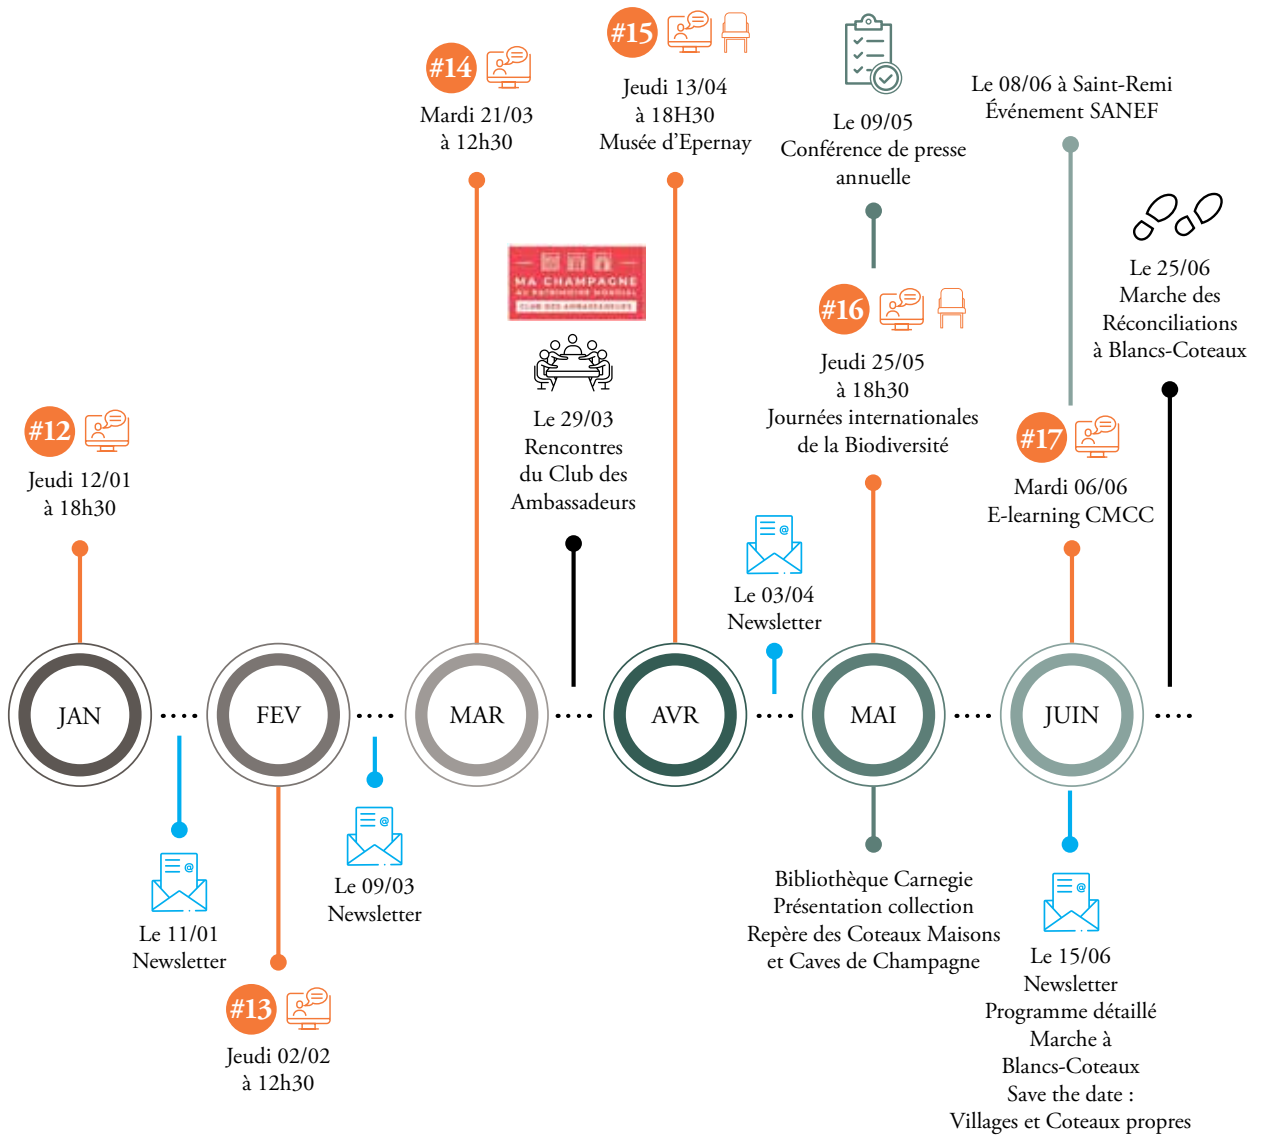 #12
Jeudi 12/01
à 18h30
#14
Mardi 21/03
à 12h30
MA CHAMPAGNE
AU PATRIMOINE MONDIAL
CLUB DES AMBASSADEURS
Le 29/03
Rencontres
du Club des
Ambassadeurs
#15
Jeudi 13/04
à 18H30
Musée d'Epernay
Le 03/04
Newsletter
Le 09/05
Conférence de presse
annuelle
#16
Jeudi 25/05
à 18h30
Journées internationales
de la Biodiversité
Le 08/06 à Saint-Remi
Événement SANEF
#17
Mardi 06/06
E-learning CMCC
Le 25/06
Marche des
Réconciliations
à Blancs-Coteaux
JAN
FEV
MAR
AVR
MAI
JUIN
@
Le 11/01
Newsletter
#13
Jeudi 02/02
à 12h30
@
Le 09/03
Newsletter
@
Bibliothèque Carnegie
Présentation collection
Repère des Coteaux Maisons
et Caves de Champagne
@
Le 15/06
Newsletter
Programme détaillé
Marche à
Blancs-Coteaux
Save the date :
Villages et Coteaux propres